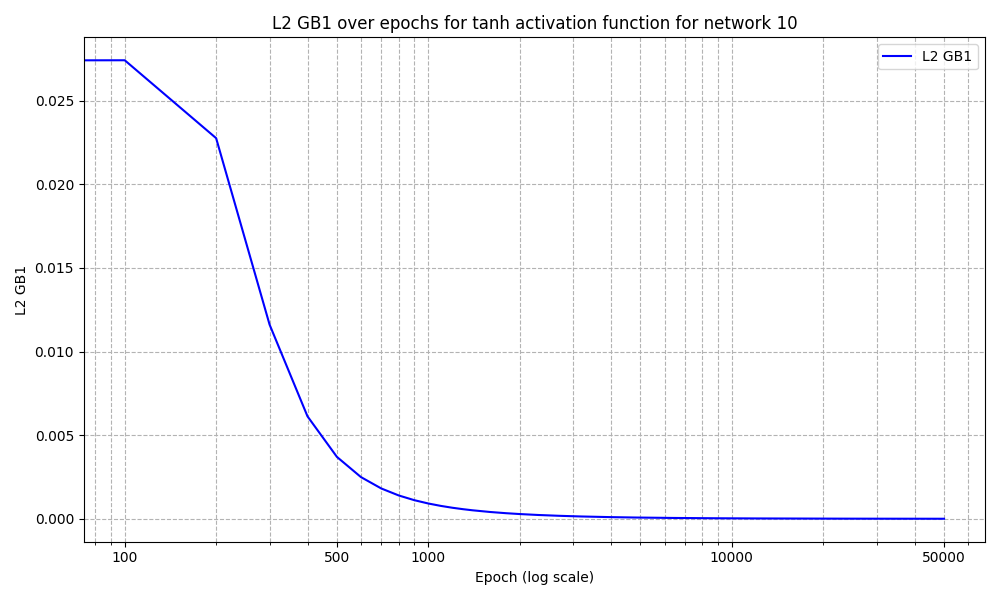 L2 GB1 over epochs for tanh activation function for network 10
L2 GB1
0.025
0.020
0.015
0.010
0.005
0.000
L2 GB1
100
500
1000
10000
50000
Epoch (log scale)